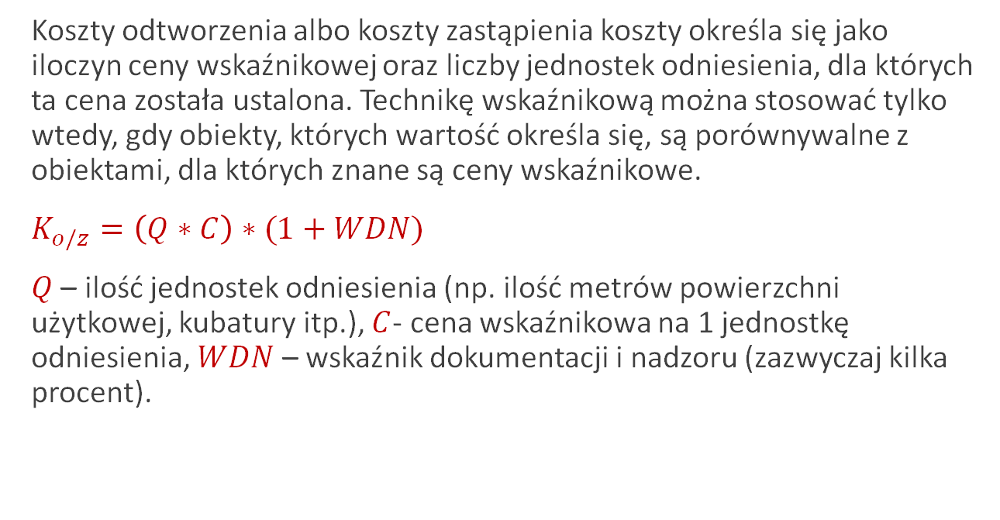 Koszty odtworzenia albo koszty zastąpienia koszty określa się jako
iloczyn ceny wskaźnikowej oraz liczby jednostek odniesienia, dla których
ta cena została ustalona. Technikę wskaźnikową można stosować tylko
wtedy, gdy obiekty, których wartość określa się, są porównywalne z
obiektami, dla których znane są ceny wskaźnikowe.
K_{o/z} = (Q * C) * (1 + WDN)
Q – ilość jednostek odniesienia (np. ilość metrów powierzchni
użytkowej, kubatury itp.), C - cena wskaźnikowa na 1 jednostkę
odniesienia, WDN – wskaźnik dokumentacji i nadzoru (zazwyczaj kilka
procent).